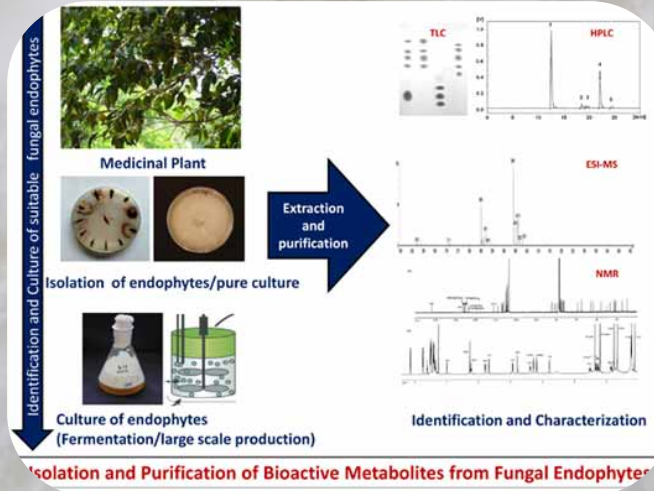 Identification and Culture of suitable fungal endophytes
Medicinal Plant
Isolation of endophytes/pure culture
Culture of endophytes
(Fermentation/large scale production)
Extraction
and
purification
TLC
HPLC
ESI-MS
NMR
Identification and Characterization
Isolation and Purification of Bioactive Metabolites from Fungal Endophytes